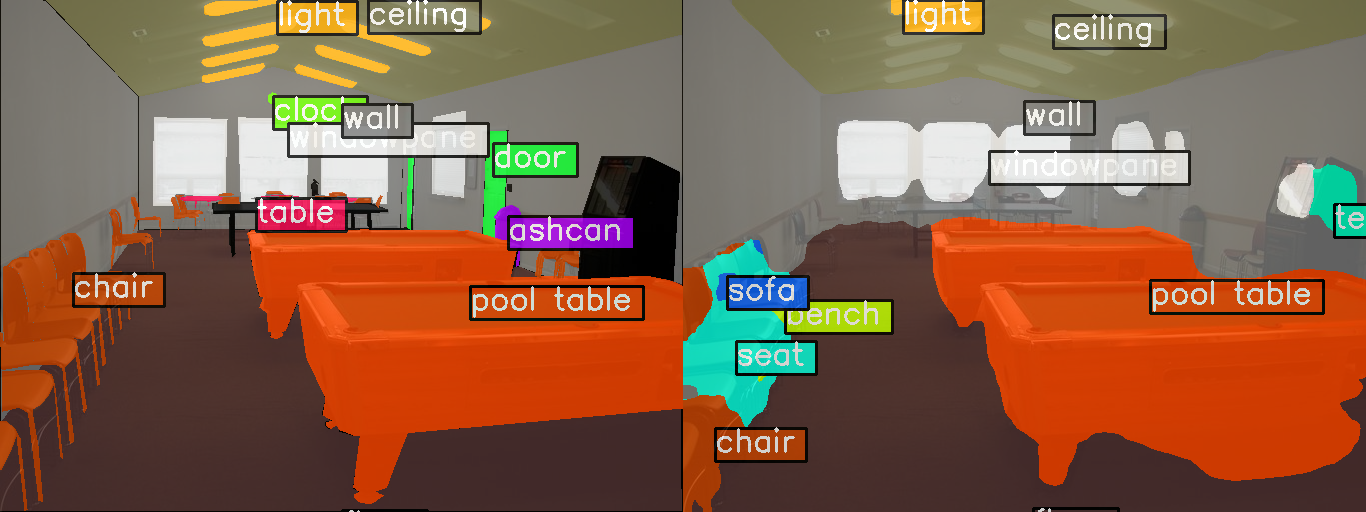 light
ceiling
clock
wall
windowpane
door
table
ashcan
chair
pool table
light
ceiling
wall
windowpane
te
sofa
bench
seat
pool table
chair